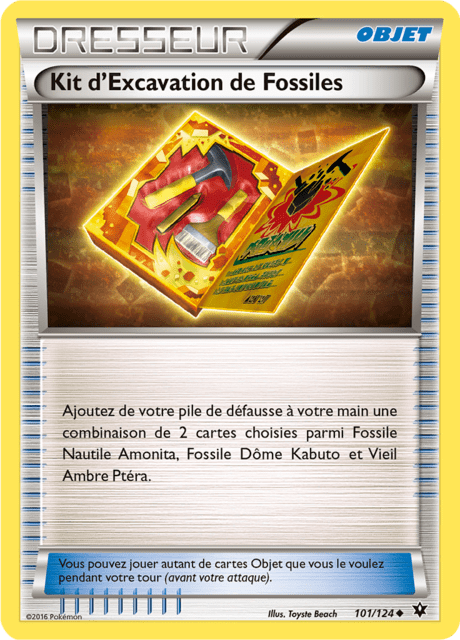 DRESSEUR
OBJET
Kit d'Excavation de Fossiles
Ajoutez de votre pile de défausse à votre main une
combinaison de 2 cartes choisies parmi Fossile
Nautile Amonita, Fossile Dôme Kabuto et Vieil
Ambre Ptéra.
Vous pouvez jouer autant de cartes Objet que vous le voulez
pendant votre tour (avant votre attaque).
©2016 Pokémon
Illus. Toyste Beach
101/124